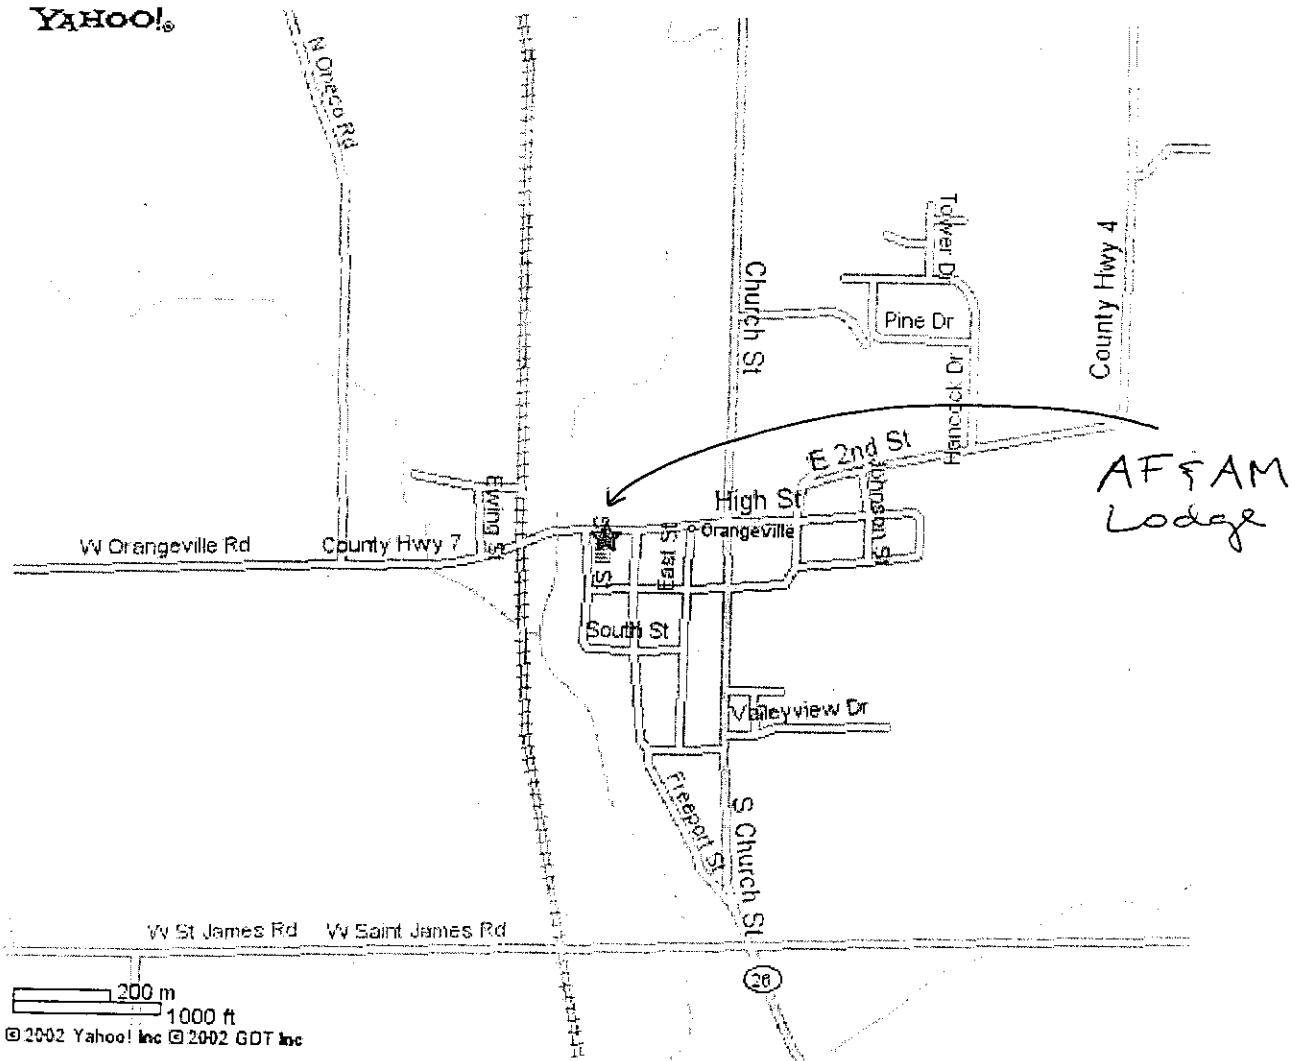 YAHOO!®
N Oneco Rd
Tower Dr
County Hwy 4
Church St
Pine Dr
Hancock Dr
E 2nd St
Johnson St
AF & AM
Lodge
High St
Orangeville
Ewing St
East St
W Orangeville Rd
County Hwy 7
South St
Valleyview Dr
Freeport St
S Church St
W St James Rd
W Saint James Rd
26
200 m
1000 ft
© 2002 Yahoo! Inc © 2002 GDT Inc